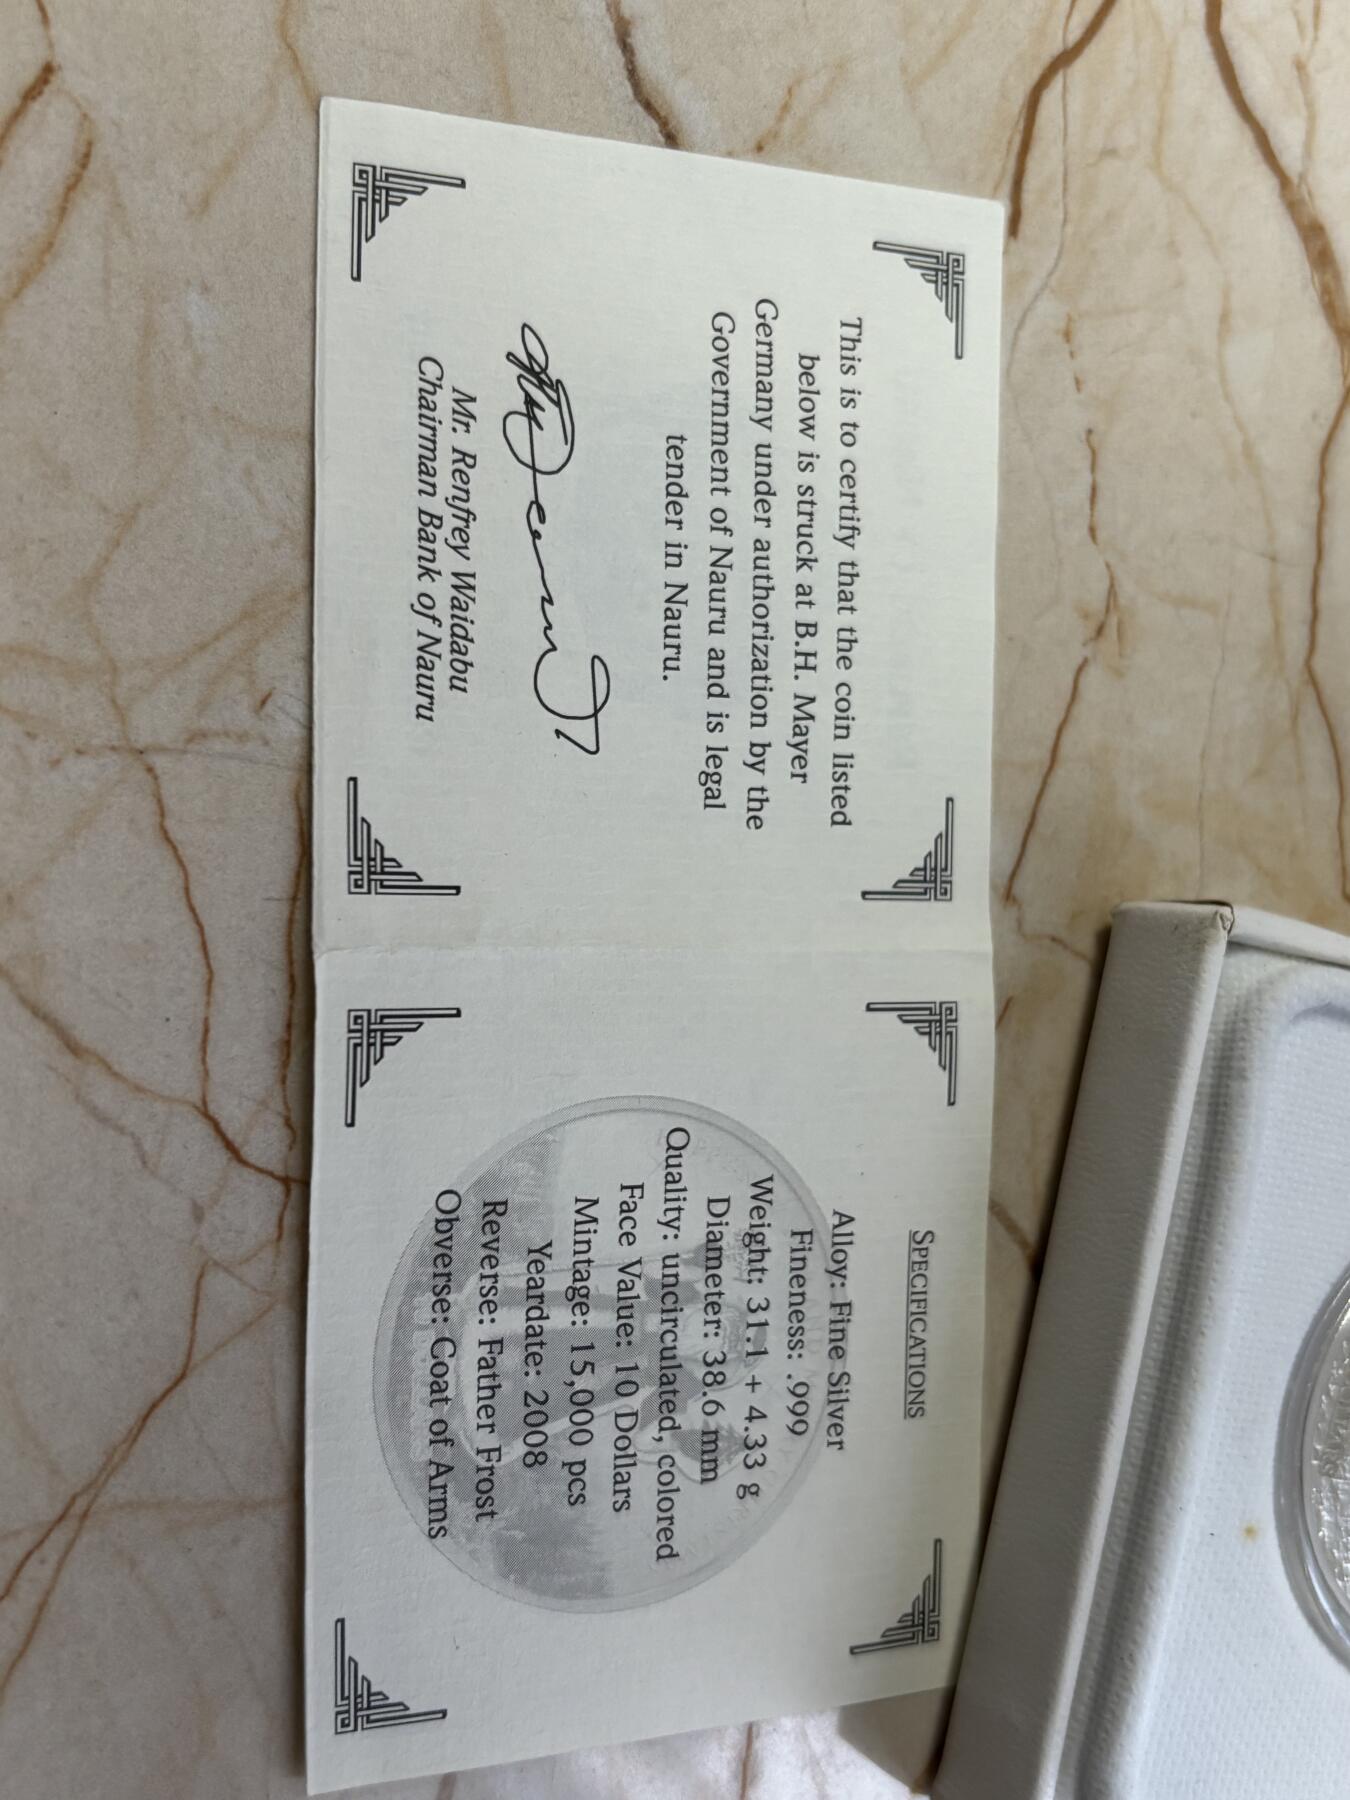 This is to certify that the coin listed
below is struck at B.H. Mayer
Germany under authorization by the
Government of Nauru and is legal
tender in Nauru.
Mr. Renfrey Waidabu
Chairman Bank of Nauru
SPECIFICATIONS
Alloy: Fine Silver
Fineness: .999
Weight: 31.1 + 4.33 g
Diameter: 38.6 mm
Quality: uncirculated, colored
Face Value: 10 Dollars
Mintage: 15,000 pcs
Yeardate: 2008
Reverse: Father Frost
Obverse: Coat of Arms